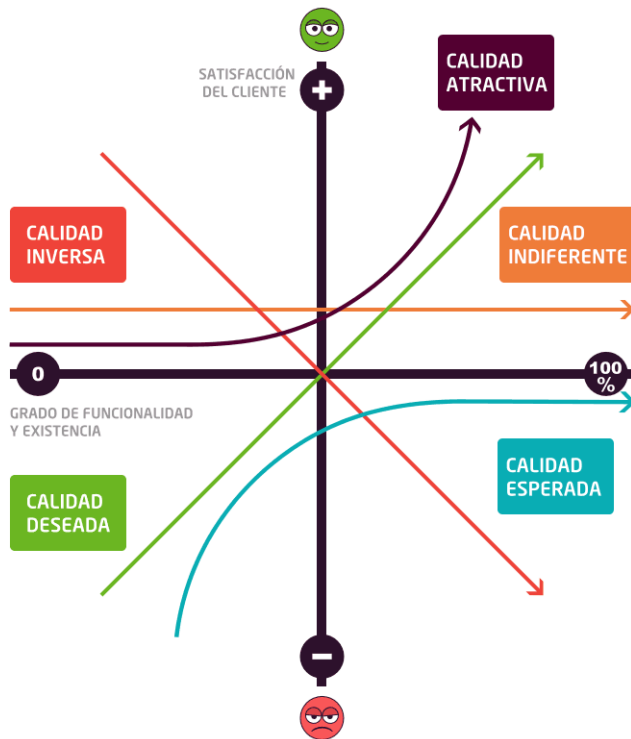 SATISFACCIÓN
DEL CLIENTE
+
CALIDAD
ATRACTIVA
CALIDAD
INVERSA
CALIDAD
INDIFERENTE
0
100
%
GRADO DE FUNCIONALIDAD
Y EXISTENCIA
CALIDAD
DESEADA
CALIDAD
ESPERADA
−